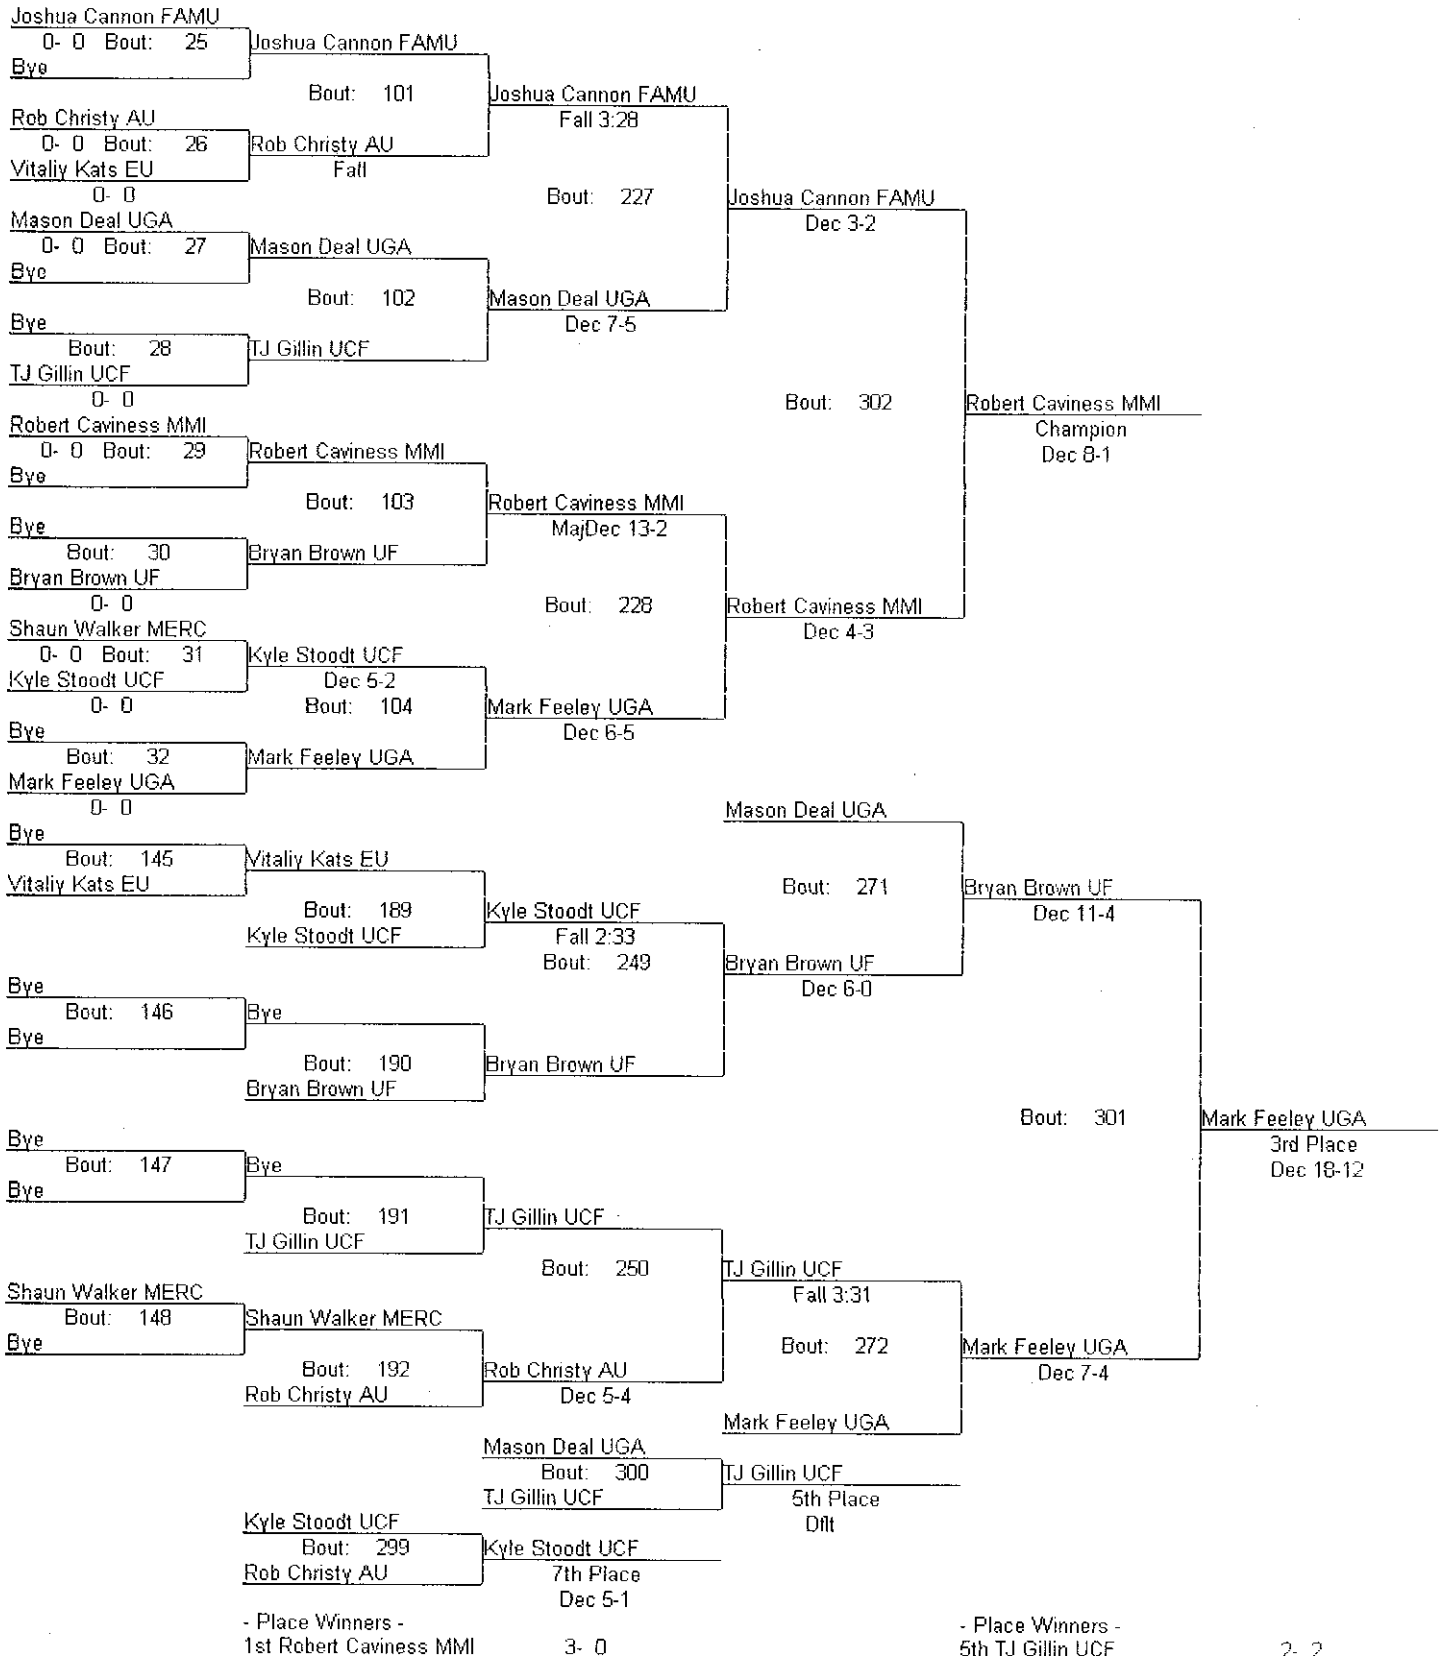 Joshua Cannon FAMU
0- 0 Bout: 25 Joshua Cannon FAMU
Bye
Bout: 101 Joshua Cannon FAMU
Rob Christy AU Fall 3:28
0- 0 Bout: 26 Rob Christy AU
Vitaliy Kats EU Fall
0- 0 Bout: 227 Joshua Cannon FAMU
Mason Deal UGA Dec 3-2
0- 0 Bout: 27 Mason Deal UGA
Bye
Bout: 102 Mason Deal UGA
Bye Dec 7-5
Bout: 28 TJ Gillin UCF
TJ Gillin UCF
0- 0 Bout: 302 Robert Caviness MMI
Robert Caviness MMI Champion
0- 0 Bout: 29 Robert Caviness MMI Dec 8-1
Bye
Bout: 103 Robert Caviness MMI
Bye MajDec 13-2
Bout: 30 Bryan Brown UF
Bryan Brown UF
0- 0 Bout: 228 Robert Caviness MMI
Shaun Walker MERC Dec 4-3
0- 0 Bout: 31 Kyle Stoodt UCF
Kyle Stoodt UCF Dec 5-2
0- 0 Bout: 104 Mark Feeley UGA
Bye Dec 6-5
Bout: 32 Mark Feeley UGA
Mark Feeley UGA
0- 0 Mason Deal UGA
Bye
Bout: 145 Vitaliy Kats EU
Vitaliy Kats EU Bout: 271 Bryan Brown UF
Bout: 189 Kyle Stoodt UCF Dec 11-4
Kyle Stoodt UCF Fall 2:33
Bout: 249 Bryan Brown UF
Bye Dec 6-0
Bout: 146 Bye
Bye
Bout: 190 Bryan Brown UF
Bryan Brown UF
Bout: 301 Mark Feeley UGA
Bye 3rd Place
Bout: 147 Bye Dec 18-12
Bye
Bout: 191 TJ Gillin UCF
TJ Gillin UCF
Bout: 250 TJ Gillin UCF
Shaun Walker MERC Fall 3:31
Bout: 148 Shaun Walker MERC
Bye Bout: 272 Mark Feeley UGA
Bout: 192 Rob Christy AU Dec 7-4
Rob Christy AU Dec 5-4
Mark Feeley UGA
Mason Deal UGA
Bout: 300 TJ Gillin UCF
TJ Gillin UCF 5th Place
Kyle Stoodt UCF Dflt
Bout: 299 Kyle Stoodt UCF
Rob Christy AU 7th Place
Dec 5-1
- Place Winners - - Place Winners -
1st Robert Caviness MMI 3- 0 5th TJ Gillin UCF 2- 2